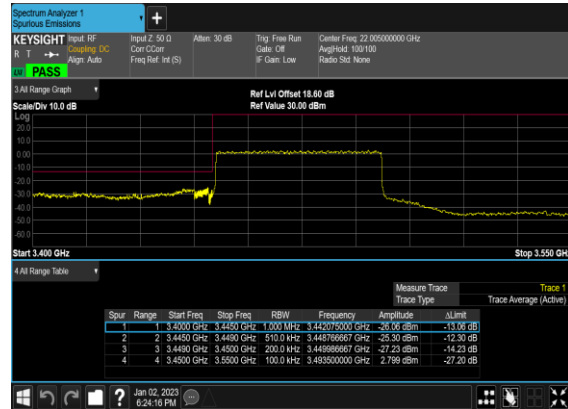 Spectrum Analyzer 1
Spurious Emissions
+
KEYSIGHT Input: RF Input Z: 50 Ω Atten: 30 dB Trig: Free Run Center Freq: 22.005000000 GHz
R T Coupling: DC Corr CCorr Gate: Off Avg|Hold: 100/100
Align: Auto Freq Ref: Int (S) IF Gain: Low Radio Std: None
LW PASS
3 All Range Graph
Ref Lvl Offset 18.60 dB
Scale/Div 10.0 dB Ref Value 30.00 dBm
Log
20.0
10.0
0.00
-10.0
-20.0
-30.0
-40.0
-50.0
-60.0
Start 3.400 GHz Stop 3.550 GHz
4 All Range Table
Measure Trace Trace 1
Trace Type Trace Average (Active)
Spur Range Start Freq Stop Freq RBW Frequency Amplitude ΔLimit
1 1 3.4000 GHz 3.4450 GHz 1.000 MHz 3.442075000 GHz -26.06 dBm -13.06 dB
2 2 3.4450 GHz 3.4490 GHz 510.0 kHz 3.448766667 GHz -25.30 dBm -12.30 dB
3 3 3.4490 GHz 3.4500 GHz 200.0 kHz 3.449986667 GHz -27.23 dBm -14.23 dB
4 4 3.4500 GHz 3.5500 GHz 100.0 kHz 3.493500000 GHz 2.799 dBm -27.20 dB
? Jan 02, 2023
6:24:16 PM